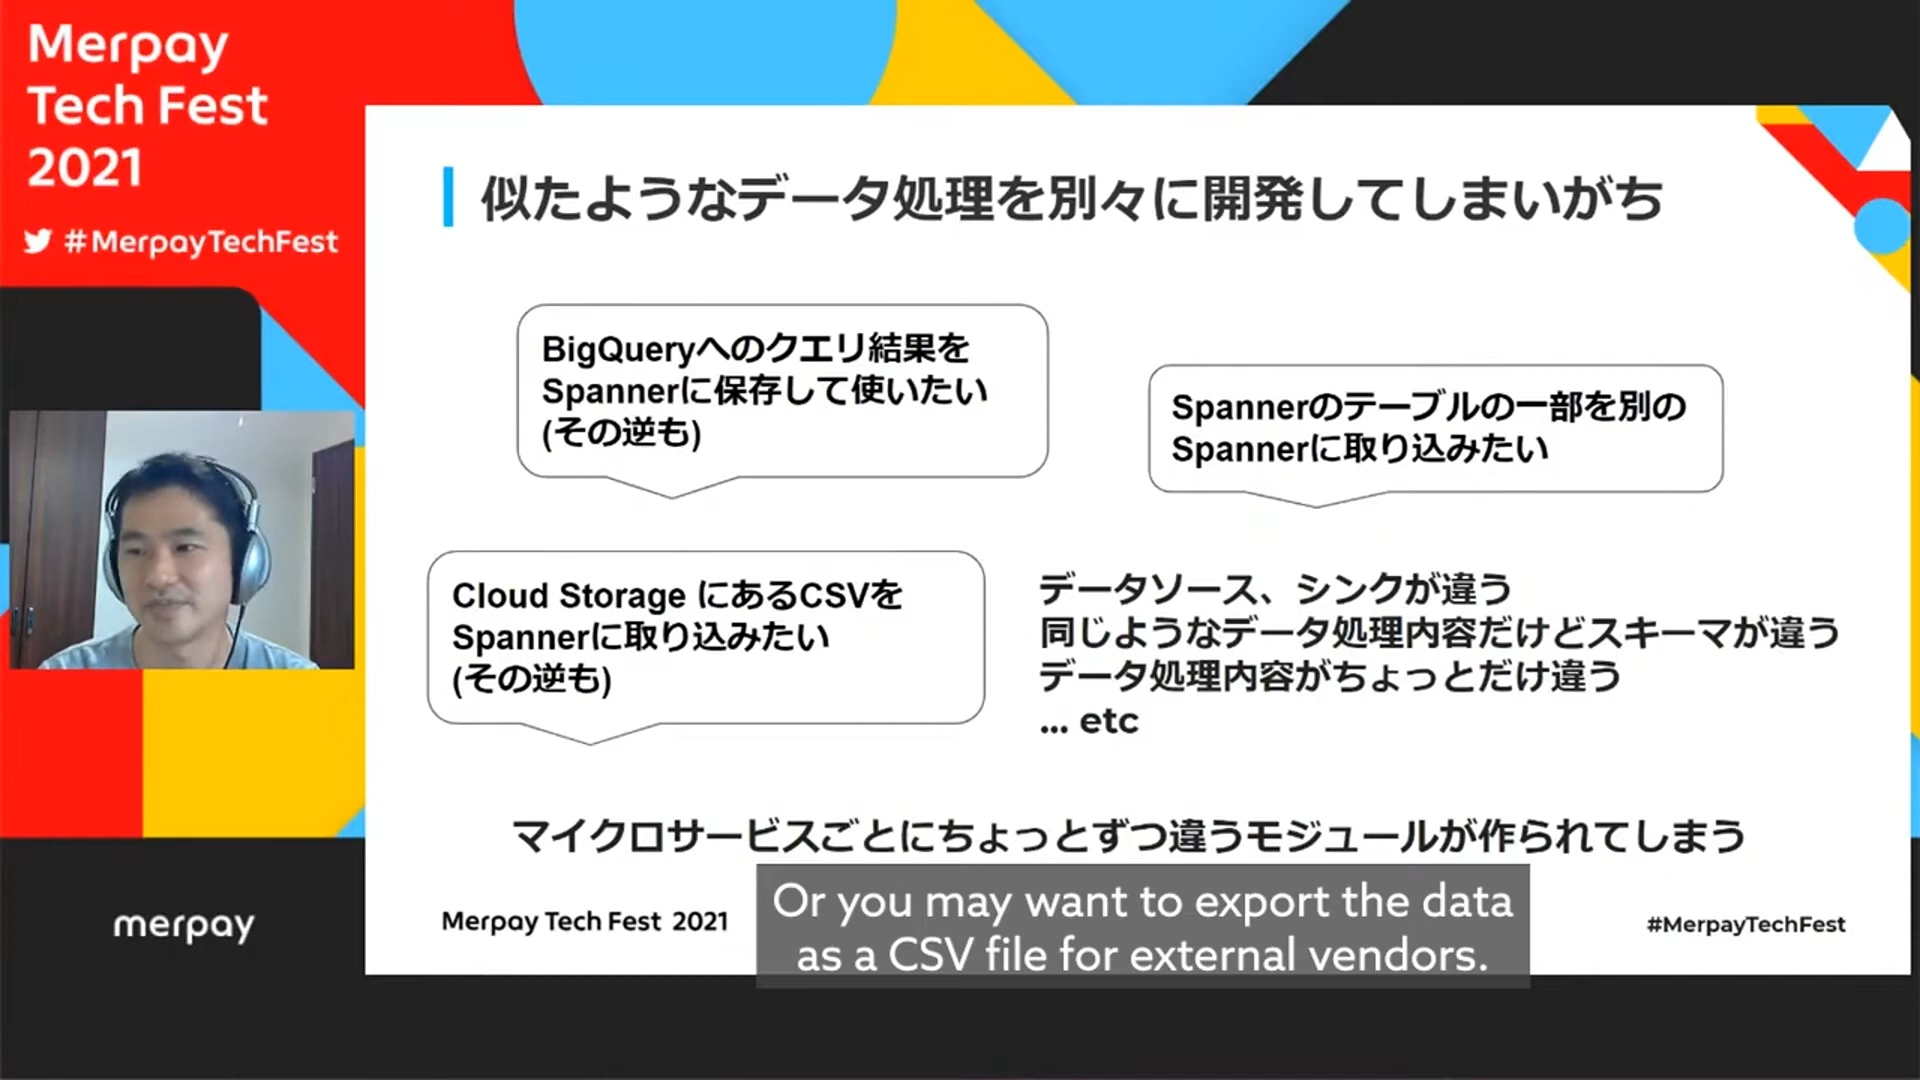 Merpay
Tech Fest
2021
#MerpayTechFest
似たようなデータ処理を別々に開発してしまいがち
BigQueryへのクエリ結果を
Spannerに保存して使いたい
(その逆も)
Spannerのテーブルの一部を別の
Spannerに取り込みたい
Cloud Storage にあるCSVを
Spannerに取り込みたい
(その逆も)
データソース、シンクが違う
同じようなデータ処理内容だけどスキーマが違う
データ処理内容がちょっとだけ違う
... etc
マイクロサービスごとにちょっとずつ違うモジュールが作られてしまう
merpay
Merpay Tech Fest 2021
Or you may want to export the data
as a CSV file for external vendors.
#MerpayTechFest